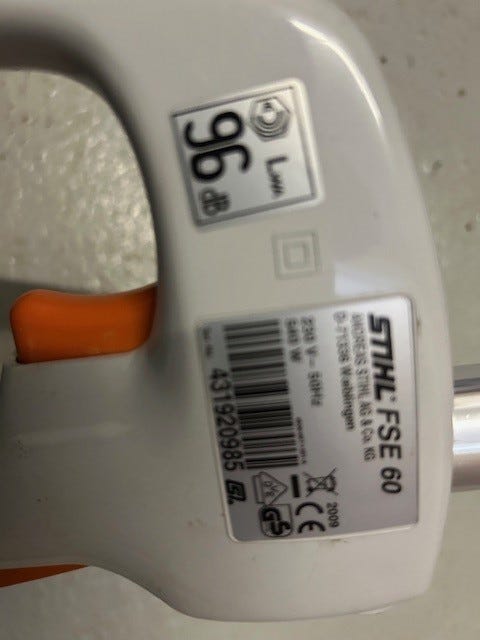 LWA
96 dB
STIHL® FSE 60
ANDREAS STIHL AG & Co. KG
D-71336 Waiblingen
230 V~ 50Hz
540 W
431920985
2009
CE
GS